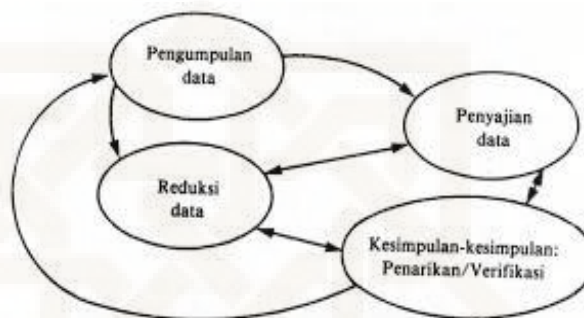 Pengumpulan
data
Penyajian
data
Reduksi
data
Kesimpulan-kesimpulan:
Penarikan/Verifikasi